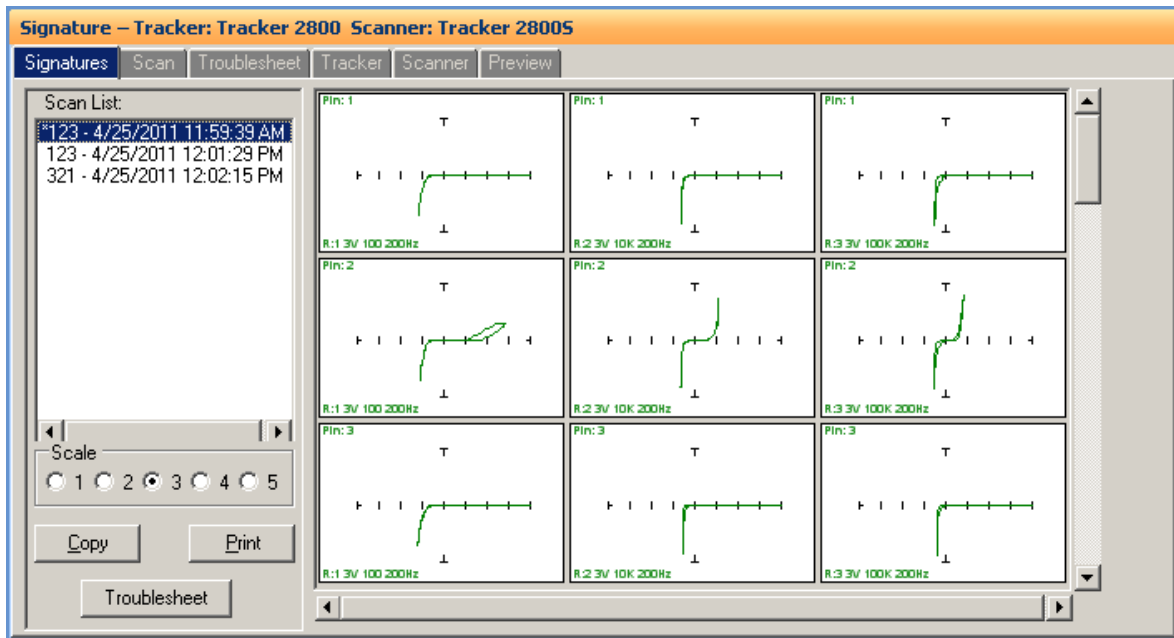 Signature – Tracker: Tracker 2800 Scanner: Tracker 2800S
Signatures Scan Troublesheet Tracker Scanner Preview
Scan List:
*123 - 4/25/2011 11:59:39 AM
123 - 4/25/2011 12:01:29 PM
321 - 4/25/2011 12:02:15 PM
Scale
1 2 3 4 5
Copy Print
Troublesheet
Pin: 1 Pin: 1 Pin: 1
R:1 3V 100 200Hz R:2 3V 10K 200Hz R:3 3V 100K 200Hz
Pin: 2 Pin: 2 Pin: 2
R:1 3V 100 200Hz R:2 3V 10K 200Hz R:3 3V 100K 200Hz
Pin: 3 Pin: 3 Pin: 3
R:1 3V 100 200Hz R:2 3V 10K 200Hz R:3 3V 100K 200Hz